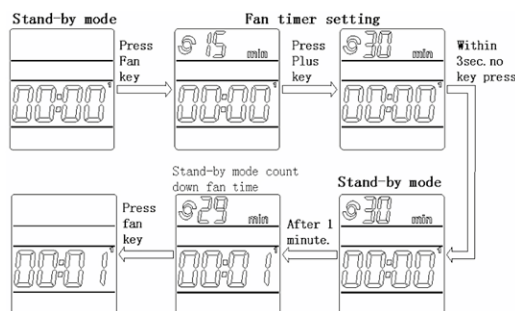 Stand-by mode
Fan timer setting
Press
Fan
key
15 min
Press
Plus
key
30 min
Within
3sec. no
key press
00:00
00:00
00:00
Stand-by mode count
down fan time
Stand-by mode
Press
fan
key
29 min
After 1
minute.
30 min
00:01
00:01
00:00